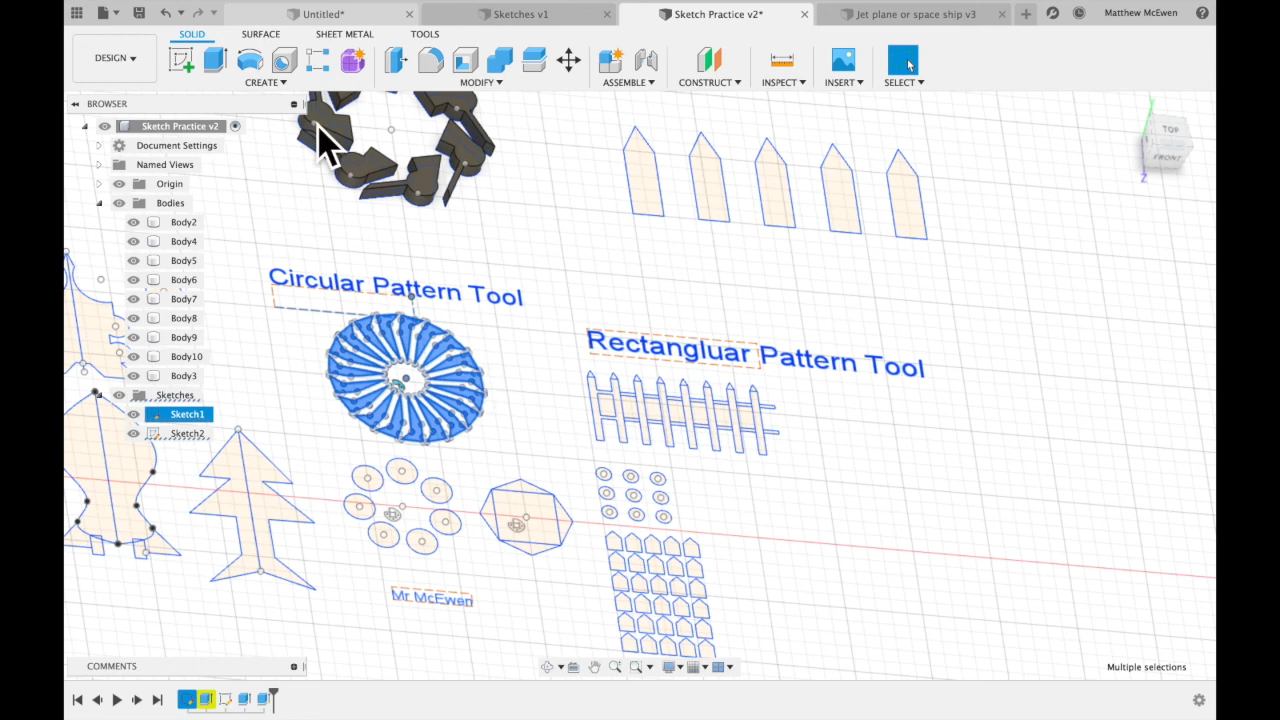 Untitled*
Sketches v1
Sketch Practice v2*
Jet plane or space ship v3
Matthew McEwen
SOLID
SURFACE
SHEET METAL
TOOLS
DESIGN
CREATE
MODIFY
ASSEMBLE
CONSTRUCT
INSPECT
INSERT
SELECT
BROWSER
Sketch Practice v2
Document Settings
Named Views
Origin
Bodies
Body2
Body4
Body5
Body6
Body7
Body8
Body9
Body10
Body3
Sketches
Sketch1
Sketch2
TOP
FRONT
Y
Z
Circular Pattern Tool
Rectangluar Pattern Tool
Mr McEwen
COMMENTS
Multiple selections